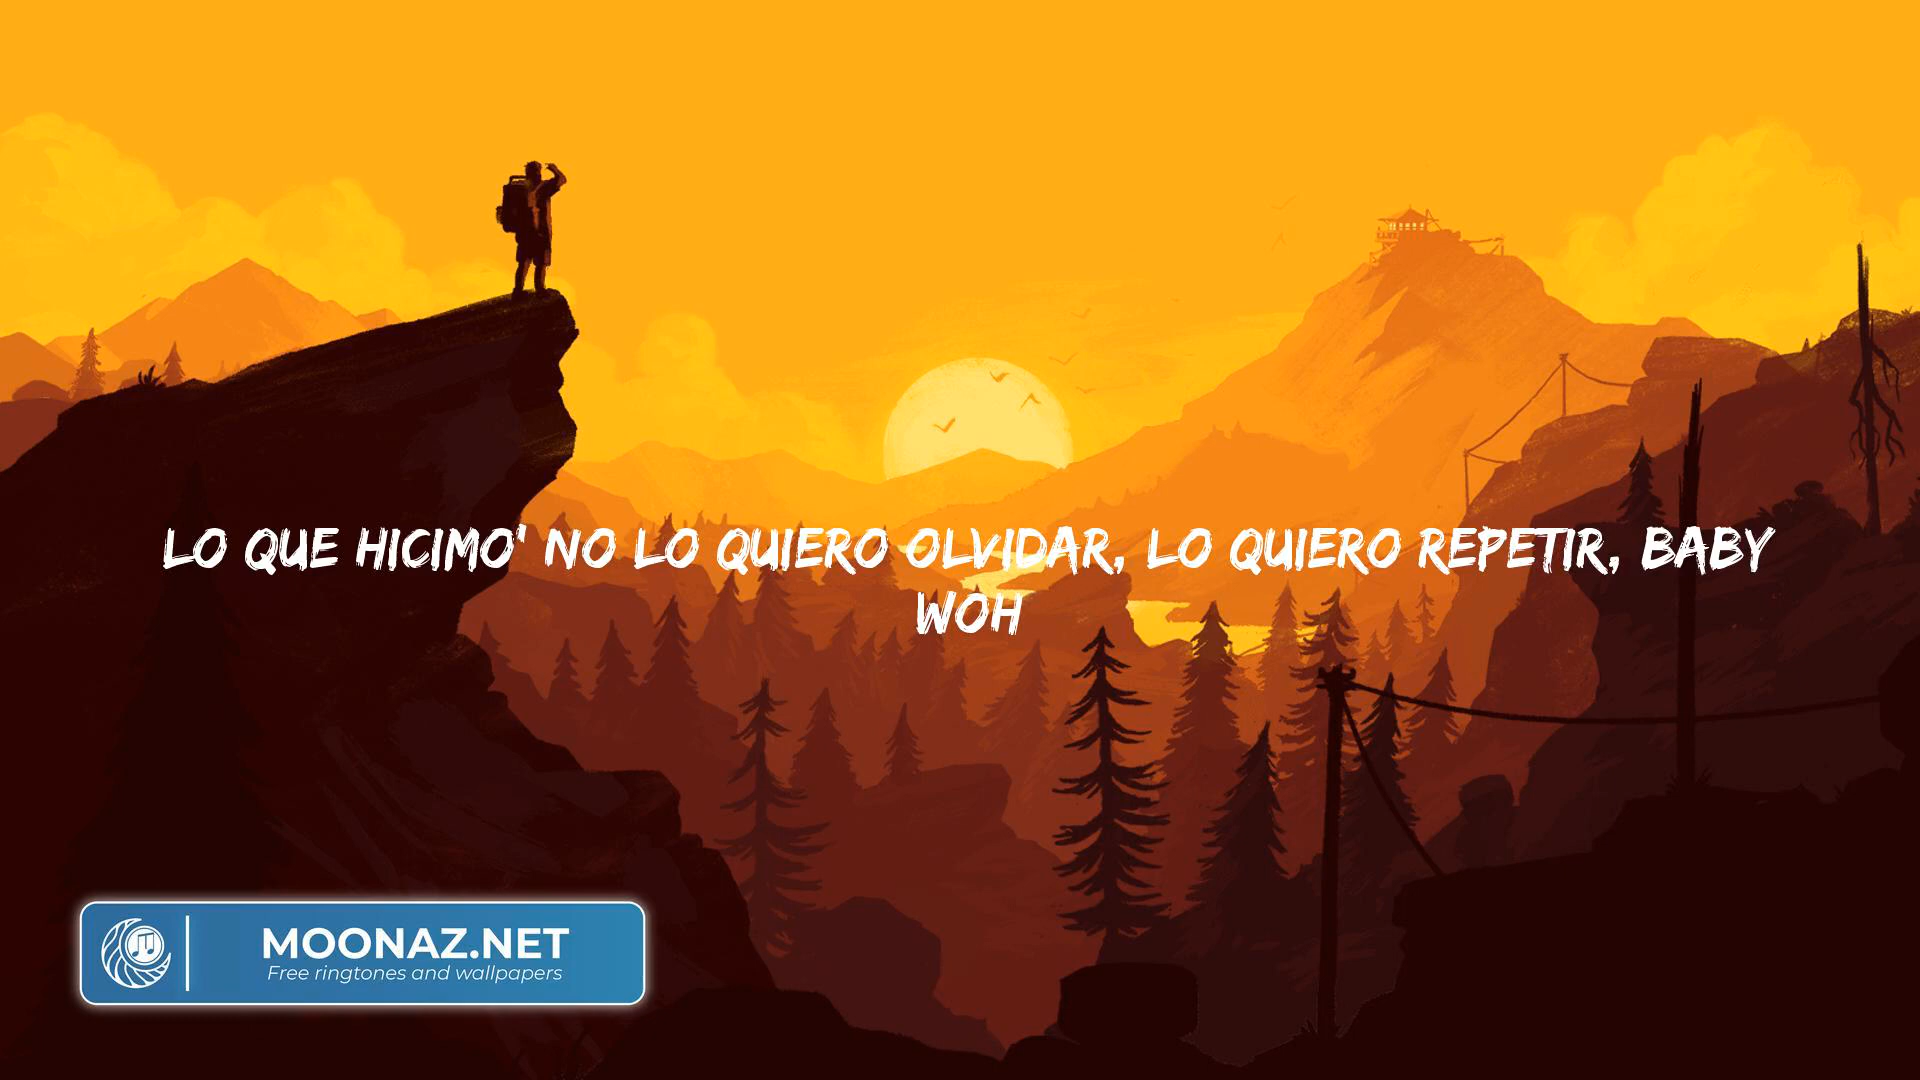 LO QUE HICIMO' NO LO QUIERO OLVIDAR, LO QUIERO REPETIR, BABY
WOH
MOONAZ.NET
Free ringtones and wallpapers